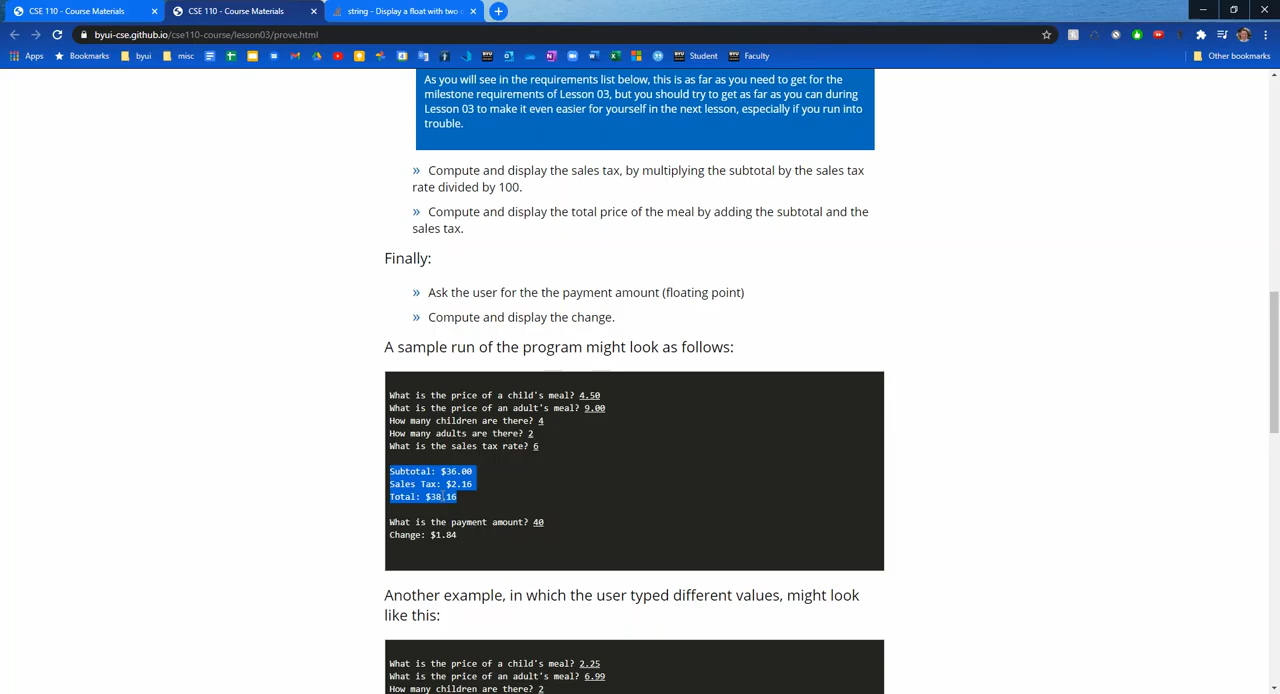 CSE 110 - Course Materials
CSE 110 - Course Materials
string - Display a float with two
byui-cse.github.io/cse110-course/lesson03/prove.html
Apps Bookmarks byui misc Student Faculty Other bookmarks
As you will see in the requirements list below, this is as far as you need to get for the
milestone requirements of Lesson 03, but you should try to get as far as you can during
Lesson 03 to make it even easier for yourself in the next lesson, especially if you run into
trouble.
» Compute and display the sales tax, by multiplying the subtotal by the sales tax
rate divided by 100.
» Compute and display the total price of the meal by adding the subtotal and the
sales tax.
Finally:
» Ask the user for the the payment amount (floating point)
» Compute and display the change.
A sample run of the program might look as follows:
What is the price of a child's meal? 4.50
What is the price of an adult's meal? 9.00
How many children are there? 4
How many adults are there? 2
What is the sales tax rate? 6
Subtotal: $36.00
Sales Tax: $2.16
Total: $38.16
What is the payment amount? 40
Change: $1.84
Another example, in which the user typed different values, might look
like this:
What is the price of a child's meal? 2.25
What is the price of an adult's meal? 6.99
How many children are there? 2